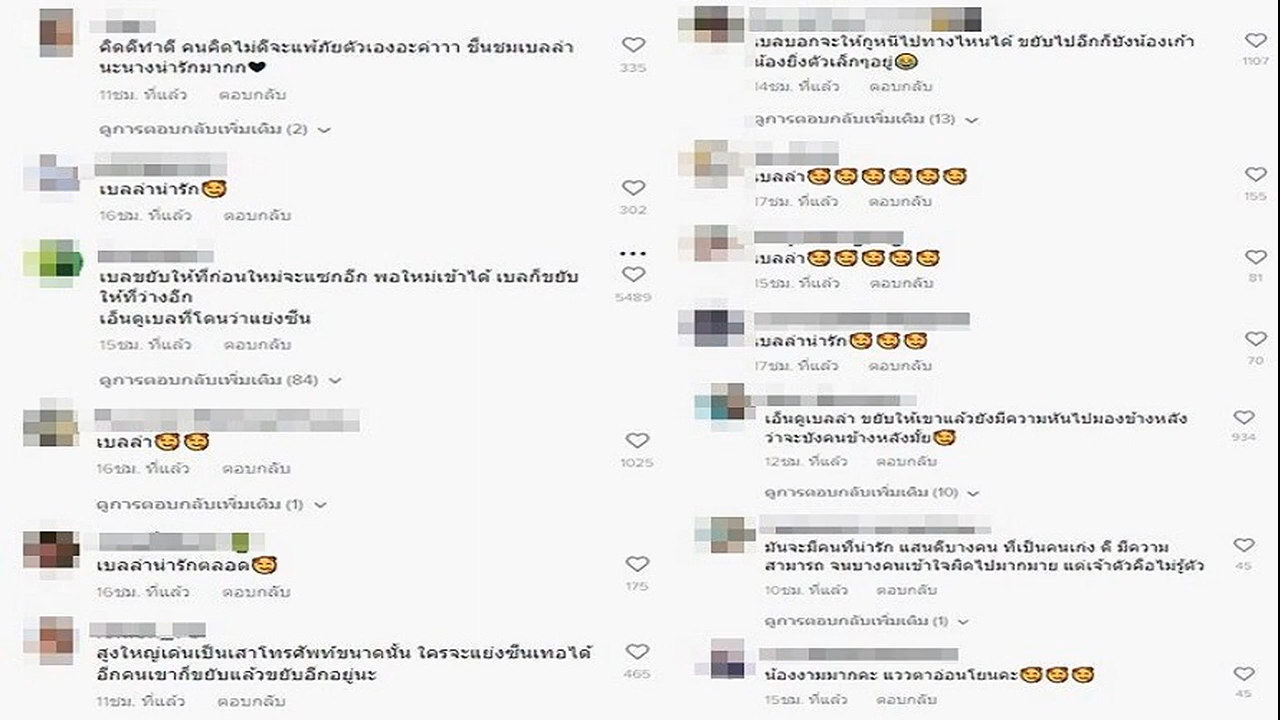 คิดดีทำดี คนคิดไม่ดีจะแพ้ภัยตัวเองอะค่าาา ชื่นชมเบลล่า
นะนางน่ารักมากก🖤
335
11ชม. ที่แล้ว ตอบกลับ
ดูการตอบกลับเพิ่มเติม (2)
เบลล่าน่ารัก🥰
302
16ชม. ที่แล้ว ตอบกลับ
เบลขยับให้ที่ก่อนใหม่จะแซกอีก พอใหม่เข้าได้ เบลก็ขยับ
ให้ที่ว่างอีก
เอ็นดูเบลที่โดนว่าแย่งซีน
5489
15ชม. ที่แล้ว ตอบกลับ
ดูการตอบกลับเพิ่มเติม (84)
เบลล่า🥰🥰
1025
16ชม. ที่แล้ว ตอบกลับ
ดูการตอบกลับเพิ่มเติม (1)
เบลล่าน่ารักตลอด🥰
175
16ชม. ที่แล้ว ตอบกลับ
สูงใหญ่เด่นเป็นเสาโทรศัพท์ขนาดนั้น ใครจะแย่งซีนเทอได้
อีกคนเขาก็ขยับแล้วขยับอีกอยู่นะ
465
11ชม. ที่แล้ว ตอบกลับ
เบลบอกจะให้กูหนีไปทางไหนได้ ขยับไปอีกก็บังน้องเก้า
น้องยิ่งตัวเล็กๆอยู่😂
1107
14ชม. ที่แล้ว ตอบกลับ
ดูการตอบกลับเพิ่มเติม (13)
เบลล่า🥰🥰🥰🥰🥰🥰
155
17ชม. ที่แล้ว ตอบกลับ
เบลล่า🥰🥰🥰🥰🥰
81
15ชม. ที่แล้ว ตอบกลับ
เบลล่าน่ารัก🥰🥰🥰
70
17ชม. ที่แล้ว ตอบกลับ
เอ็นดูเบลล่า ขยับให้เขาแล้วยังมีความหันไปมองข้างหลัง
ว่าจะบังคนข้างหลังมั้ย🥰
934
12ชม. ที่แล้ว ตอบกลับ
ดูการตอบกลับเพิ่มเติม (10)
มันจะมีคนที่น่ารัก แสนดีบางคน ที่เป็นคนเก่ง ดี มีความ
สามารถ จนบางคนเข้าใจผิดไปมากมาย แต่เจ้าตัวคือไม่รู้ตัว
45
10ชม. ที่แล้ว ตอบกลับ
ดูการตอบกลับเพิ่มเติม (1)
น้องงามมากคะ แววตาอ่อนโยนคะ🥰🥰🥰
45
15ชม. ที่แล้ว ตอบกลับ